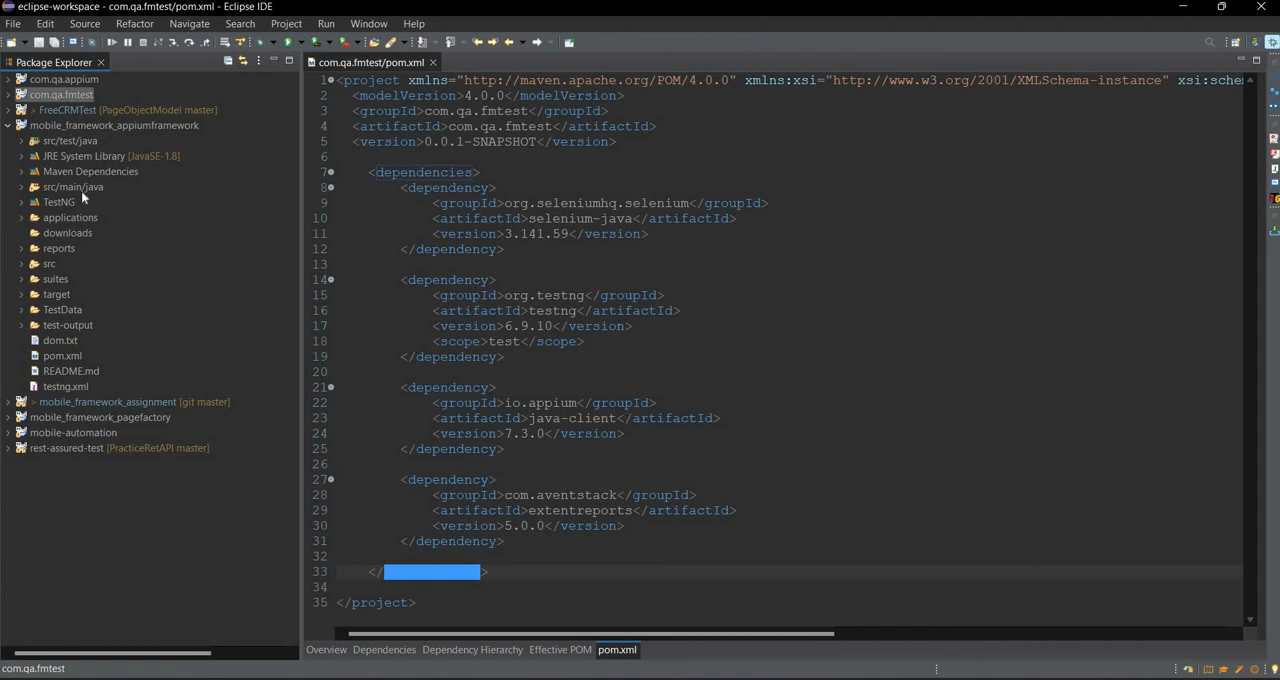 eclipse-workspace - com.qa.fmtest/pom.xml - Eclipse IDE
File Edit Source Refactor Navigate Search Project Run Window Help
Package Explorer
com.qa.appium
com.qa.fmtest
> FreeCRMTest [PageObjectModel master]
mobile_framework_appiumframework
src/test/java
JRE System Library [JavaSE-1.8]
Maven Dependencies
src/main/java
TestNG
applications
downloads
reports
src
suites
target
TestData
test-output
dom.txt
pom.xml
README.md
testng.xml
> mobile_framework_assignment [git master]
mobile_framework_pagefactory
mobile-automation
rest-assured-test [PracticeRetAPI master]
com.qa.fmtest/pom.xml
1 <project xmlns="http://maven.apache.org/POM/4.0.0" xmlns:xsi="http://www.w3.org/2001/XMLSchema-instance" xsi:schem
2 <modelVersion>4.0.0</modelVersion>
3 <groupId>com.qa.fmtest</groupId>
4 <artifactId>com.qa.fmtest</artifactId>
5 <version>0.0.1-SNAPSHOT</version>
6
7 <dependencies>
8 <dependency>
9 <groupId>org.seleniumhq.selenium</groupId>
10 <artifactId>selenium-java</artifactId>
11 <version>3.141.59</version>
12 </dependency>
13
14 <dependency>
15 <groupId>org.testng</groupId>
16 <artifactId>testng</artifactId>
17 <version>6.9.10</version>
18 <scope>test</scope>
19 </dependency>
20
21 <dependency>
22 <groupId>io.appium</groupId>
23 <artifactId>java-client</artifactId>
24 <version>7.3.0</version>
25 </dependency>
26
27 <dependency>
28 <groupId>com.aventstack</groupId>
29 <artifactId>extentreports</artifactId>
30 <version>5.0.0</version>
31 </dependency>
32
33 </ >
34
35 </project>
Overview Dependencies Dependency Hierarchy Effective POM pom.xml
com.qa.fmtest